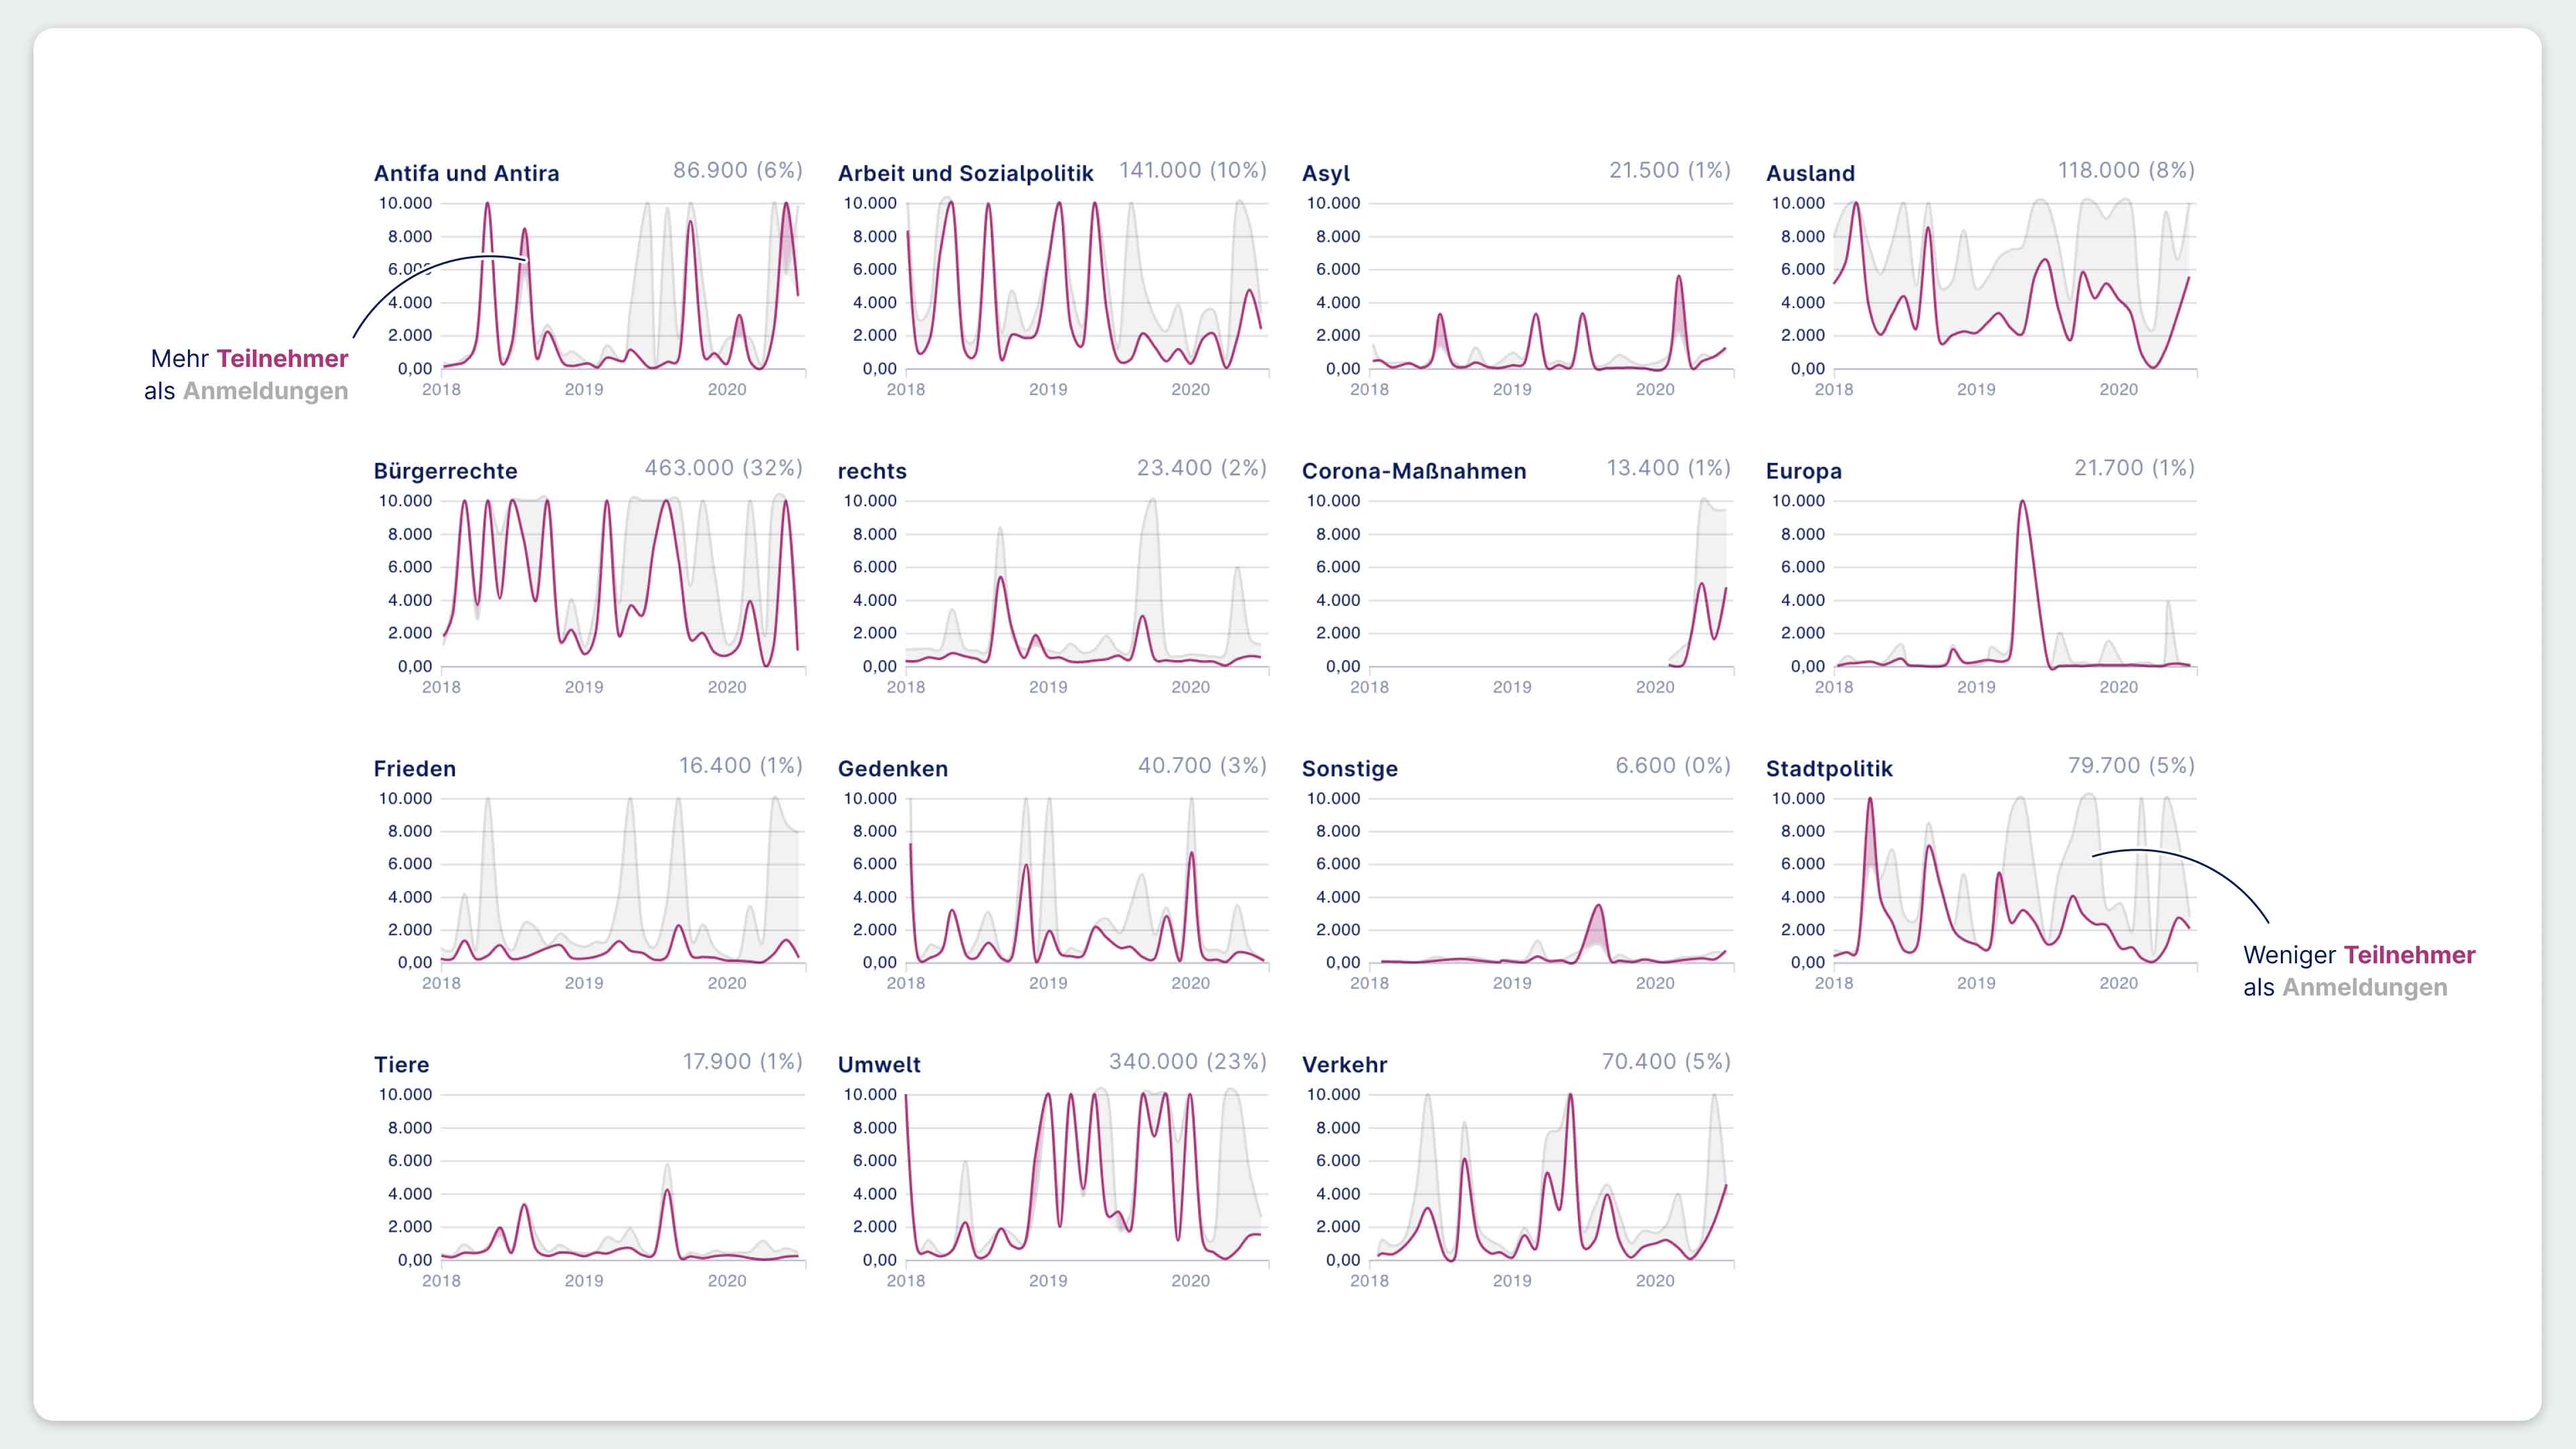 Antifa und Antira 86.900 (6%)
10.000
8.000
6.000
4.000
2.000
0,00
2018 2019 2020
Mehr Teilnehmer
als Anmeldungen
Arbeit und Sozialpolitik 141.000 (10%)
10.000
8.000
6.000
4.000
2.000
0,00
2018 2019 2020
Asyl 21.500 (1%)
10.000
8.000
6.000
4.000
2.000
0,00
2018 2019 2020
Ausland 118.000 (8%)
10.000
8.000
6.000
4.000
2.000
0,00
2018 2019 2020
Bürgerrechte 463.000 (32%)
10.000
8.000
6.000
4.000
2.000
0,00
2018 2019 2020
rechts 23.400 (2%)
10.000
8.000
6.000
4.000
2.000
0,00
2018 2019 2020
Corona-Maßnahmen 13.400 (1%)
10.000
8.000
6.000
4.000
2.000
0,00
2018 2019 2020
Europa 21.700 (1%)
10.000
8.000
6.000
4.000
2.000
0,00
2018 2019 2020
Frieden 16.400 (1%)
10.000
8.000
6.000
4.000
2.000
0,00
2018 2019 2020
Gedenken 40.700 (3%)
10.000
8.000
6.000
4.000
2.000
0,00
2018 2019 2020
Sonstige 6.600 (0%)
10.000
8.000
6.000
4.000
2.000
0,00
2018 2019 2020
Stadtpolitik 79.700 (5%)
10.000
8.000
6.000
4.000
2.000
0,00
2018 2019 2020
Weniger Teilnehmer
als Anmeldungen
Tiere 17.900 (1%)
10.000
8.000
6.000
4.000
2.000
0,00
2018 2019 2020
Umwelt 340.000 (23%)
10.000
8.000
6.000
4.000
2.000
0,00
2018 2019 2020
Verkehr 70.400 (5%)
10.000
8.000
6.000
4.000
2.000
0,00
2018 2019 2020